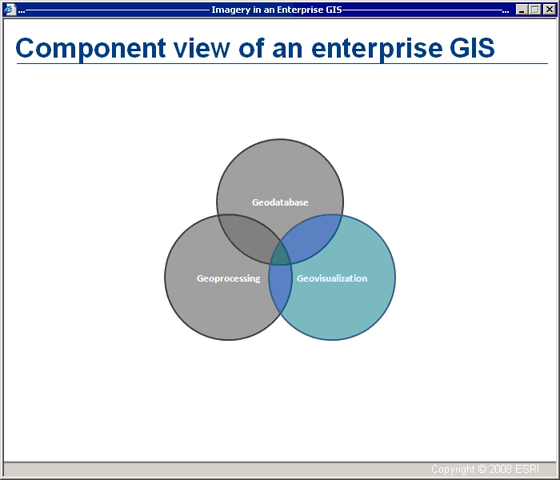 Imagery in an Enterprise GIS
Component view of an enterprise GIS
Geodatabase
Geoprocessing
Geovisualization
Copyright © 2008 ESRI